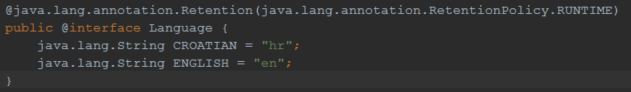 @java.lang.annotation.Retention(java.lang.annotation.RetentionPolicy.RUNTIME)
public @interface Language {
    java.lang.String CROATIAN = "hr";
    java.lang.String ENGLISH = "en";
}